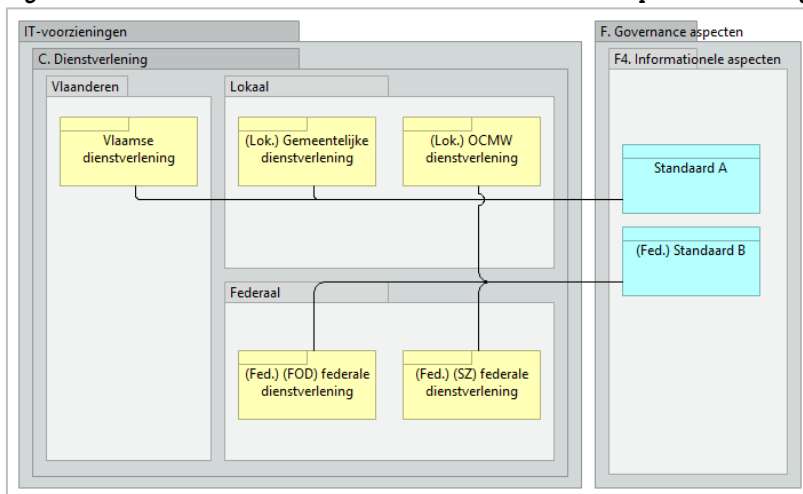 IT-voorzieningen
F. Governance aspecten
C. Dienstverlening
F4. Informationele aspecten
Vlaanderen
Lokaal
Vlaamse
dienstverlening
(Lok.) Gemeentelijke
dienstverlening
(Lok.) OCMW
dienstverlening
Standaard A
(Fed.) Standaard B
Federaal
(Fed.) (FOD) federale
dienstverlening
(Fed.) (SZ) federale
dienstverlening